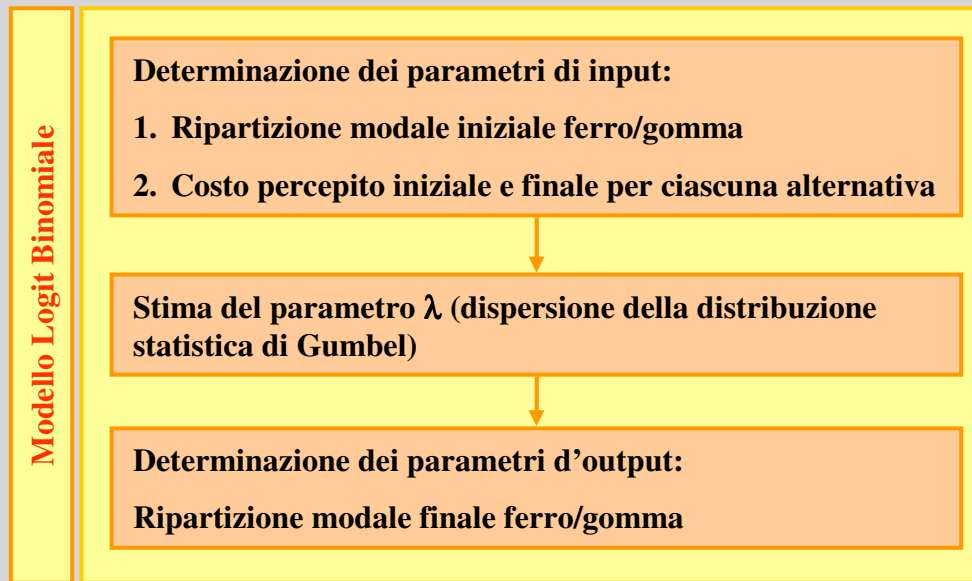 Modello Logit Binomiale
Determinazione dei parametri di input:
1. Ripartizione modale iniziale ferro/gomma
2. Costo percepito iniziale e finale per ciascuna alternativa
Stima del parametro λ (dispersione della distribuzione
statistica di Gumbel)
Determinazione dei parametri d’output:
Ripartizione modale finale ferro/gomma